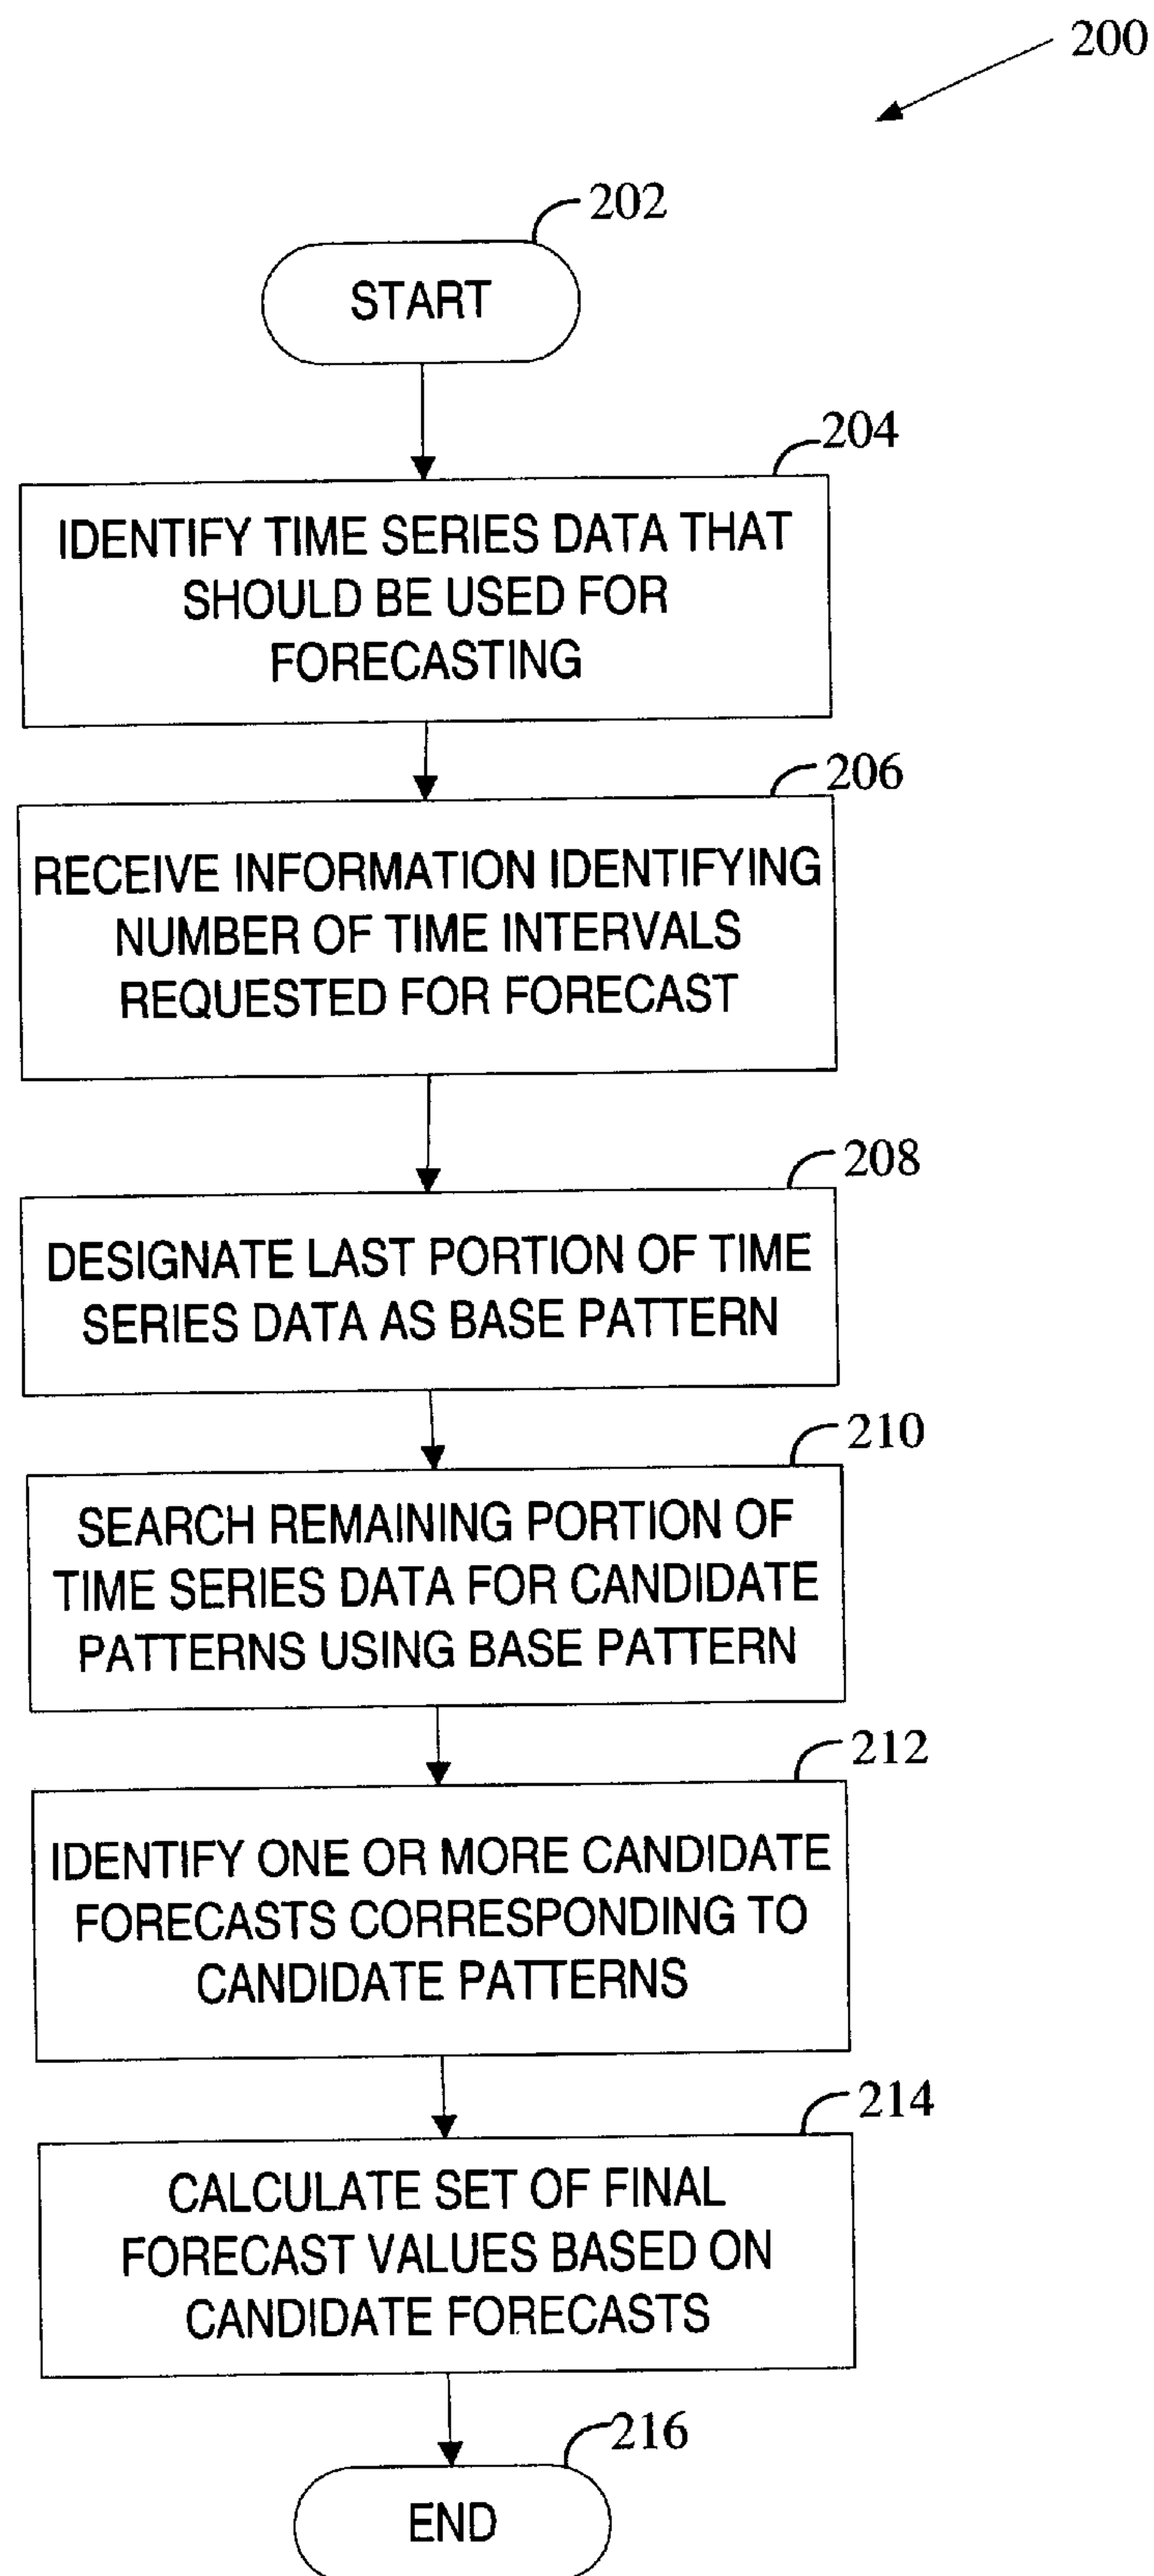 200
202
START
204
IDENTIFY TIME SERIES DATA THAT
SHOULD BE USED FOR
FORECASTING
206
RECEIVE INFORMATION IDENTIFYING
NUMBER OF TIME INTERVALS
REQUESTED FOR FORECAST
208
DESIGNATE LAST PORTION OF TIME
SERIES DATA AS BASE PATTERN
210
SEARCH REMAINING PORTION OF
TIME SERIES DATA FOR CANDIDATE
PATTERNS USING BASE PATTERN
212
IDENTIFY ONE OR MORE CANDIDATE
FORECASTS CORRESPONDING TO
CANDIDATE PATTERNS
214
CALCULATE SET OF FINAL
FORECAST VALUES BASED ON
CANDIDATE FORECASTS
216
END